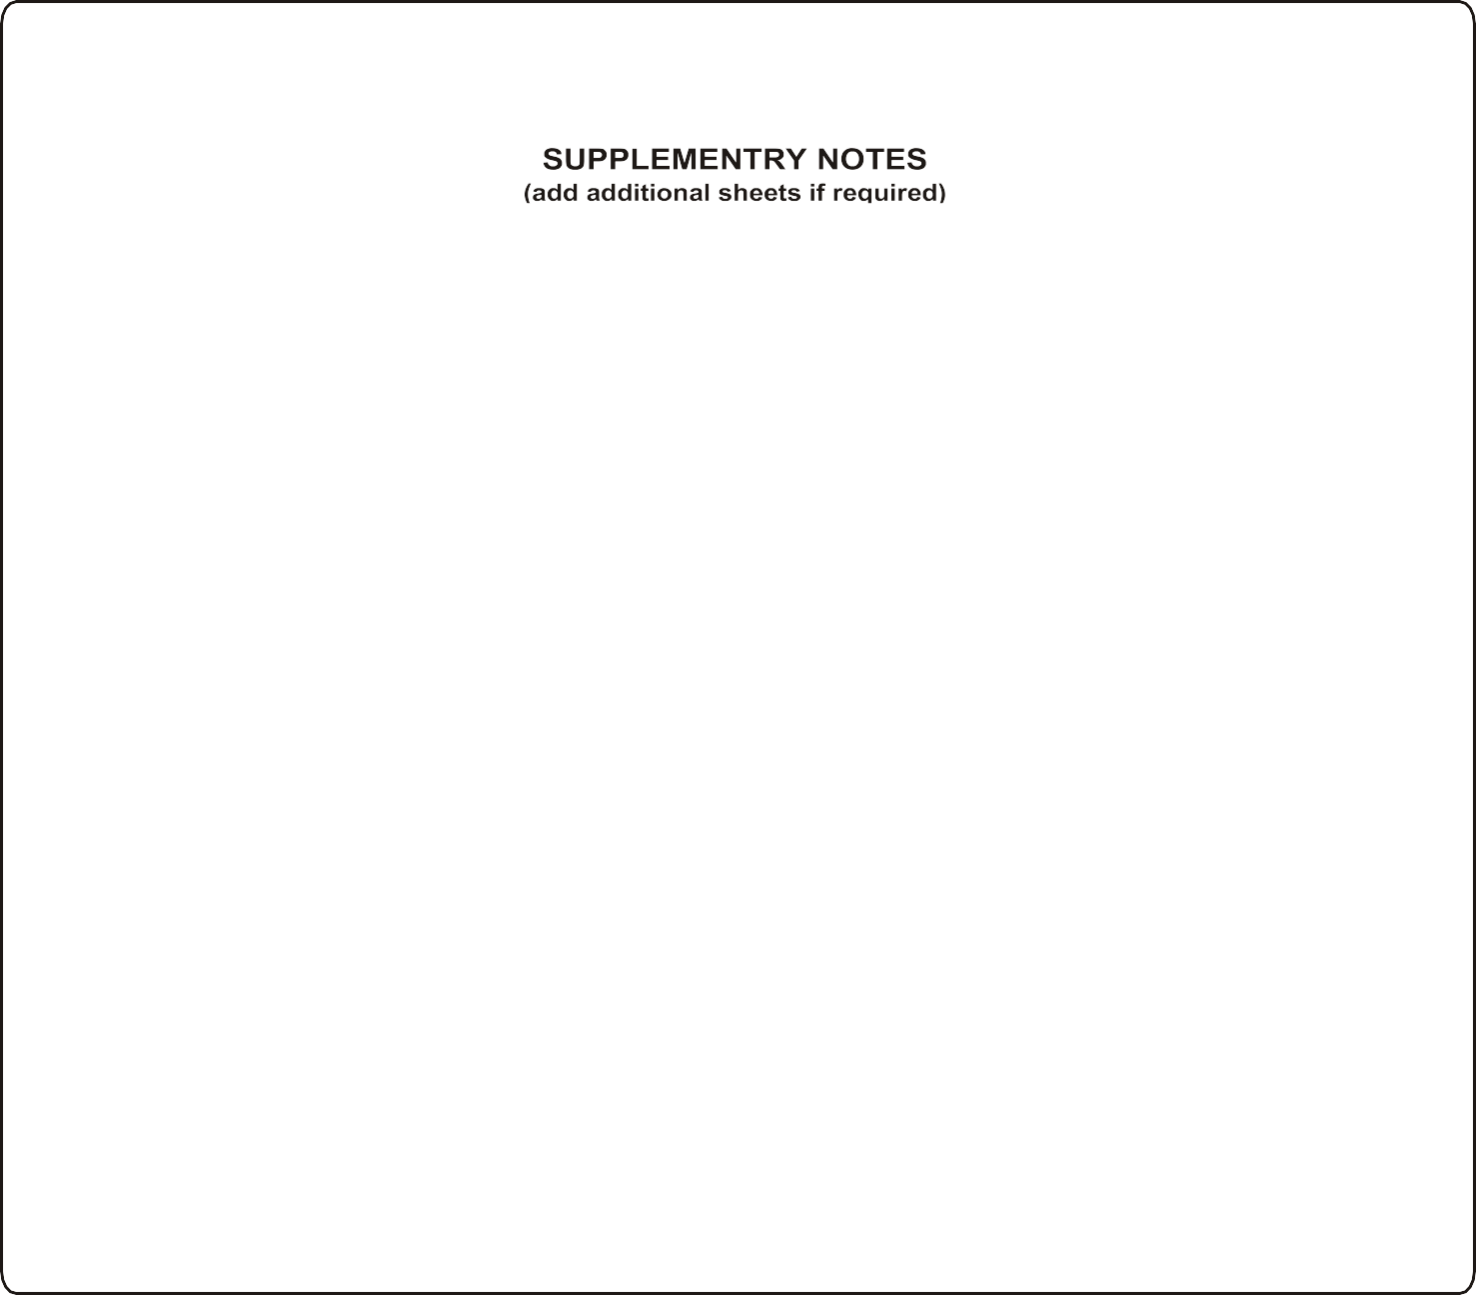 SUPPLEMENTRY NOTES
(add additional sheets if required)